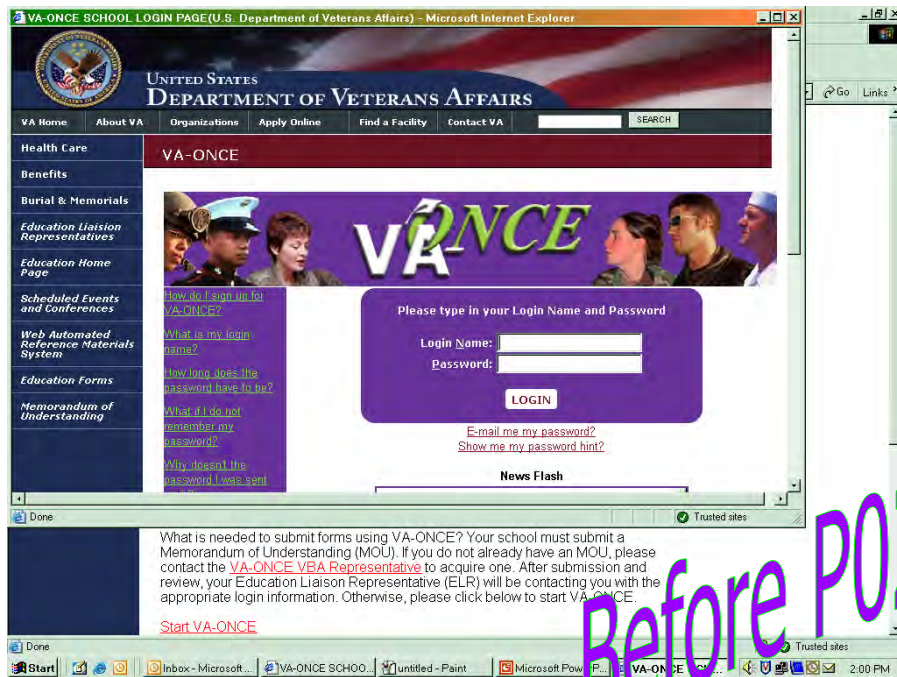 VA-ONCE SCHOOL LOGIN PAGE(U.S. Department of Veterans Affairs) - Microsoft Internet Explorer
UNITED STATES
DEPARTMENT OF VETERANS AFFAIRS
VA Home About VA Organizations Apply Online Find a Facility Contact VA SEARCH
Go Links
Health Care
Benefits
Burial & Memorials
Education Liaision
Representatives
Education Home
Page
Scheduled Events
and Conferences
Web Automated
Reference Materials
System
Education Forms
Memorandum of
Understanding
VA-ONCE
VA ONCE
How do I sign up for
VA-ONCE?
What is my login
name?
How long does the
password have to be?
What if I do not
remember my
password?
Why doesn't the
password I was sent
Please type in your Login Name and Password
Login Name:
Password:
LOGIN
E-mail me my password?
Show me my password hint?
News Flash
Done Trusted sites
What is needed to submit forms using VA-ONCE? Your school must submit a
Memorandum of Understanding (MOU). If you do not already have an MOU, please
contact the VA-ONCE VBA Representative to acquire one. After submission and
review, your Education Liaison Representative (ELR) will be contacting you with the
appropriate login information. Otherwise, please click below to start VA-ONCE.
Start VA-ONCE
Before P02
Done Trusted sites
Start Inbox - Microsoft ... VA-ONCE SCHOO... untitled - Paint Microsoft Pow P... VA-ONCE 2:00 PM